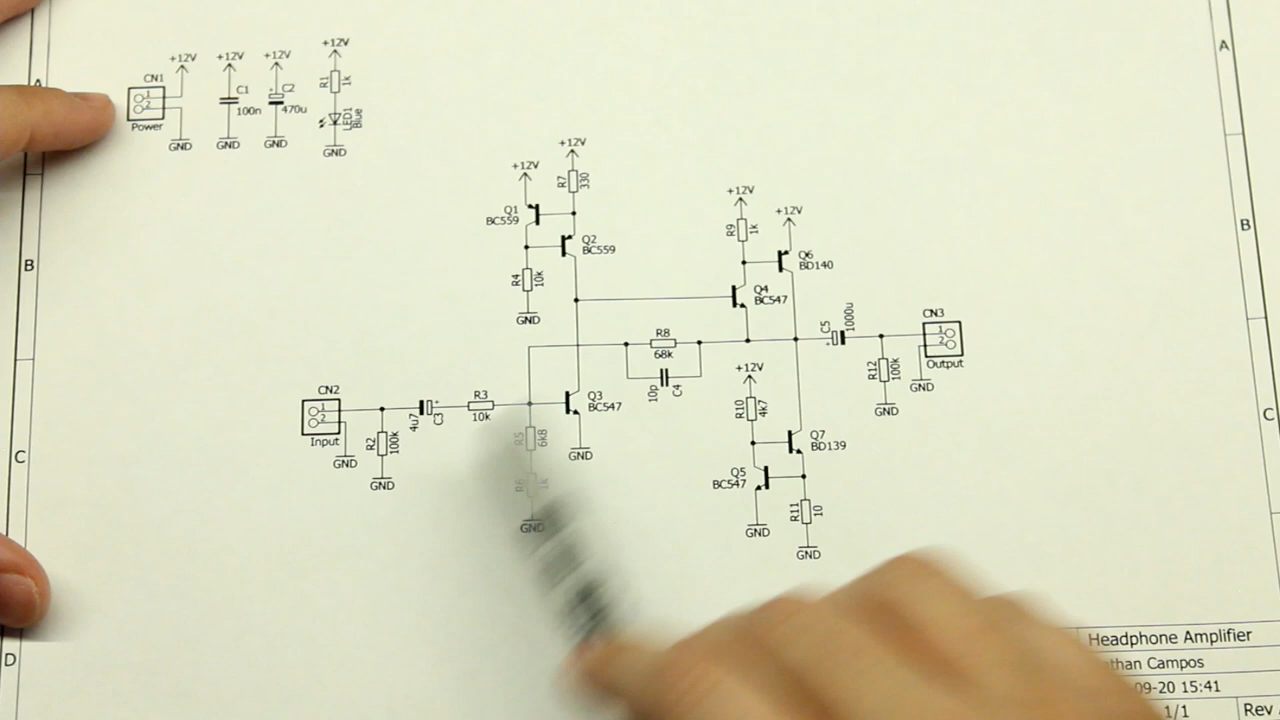 A
+12V
+12V
+12V
+12V
CN1
1
2
Power
GND
C1
100n
GND
C2
470u
GND
R1
1k
LED1
Blue
GND
A
B
B
C
C
D
+12V
+12V
R7
330
Q1
BC559
Q2
BC559
R4
10k
GND
+12V
R9
1k
+12V
Q6
BD140
Q4
BC547
R8
68k
10p
C4
C5
1000u
CN3
1
2
Output
R12
100k
GND
GND
CN2
1
2
Input
GND
R2
100k
GND
4u7
C3
R3
10k
R5
6k8
R6
1k
GND
Q3
BC547
GND
+12V
R10
4k7
Q7
BD139
Q5
BC547
R11
10
GND
GND
Headphone Amplifier
than Campos
09-20 15:41
1/1
Rev